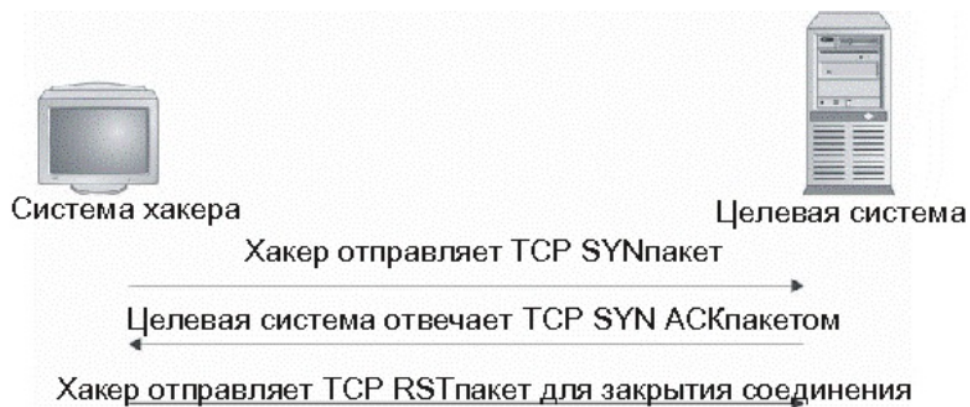 Система хакера
Целевая система
Хакер отправляет TCP SYNпакет
Целевая система отвечает TCP SYN ACKпакетом
Хакер отправляет TCP RSTпакет для закрытия соединения